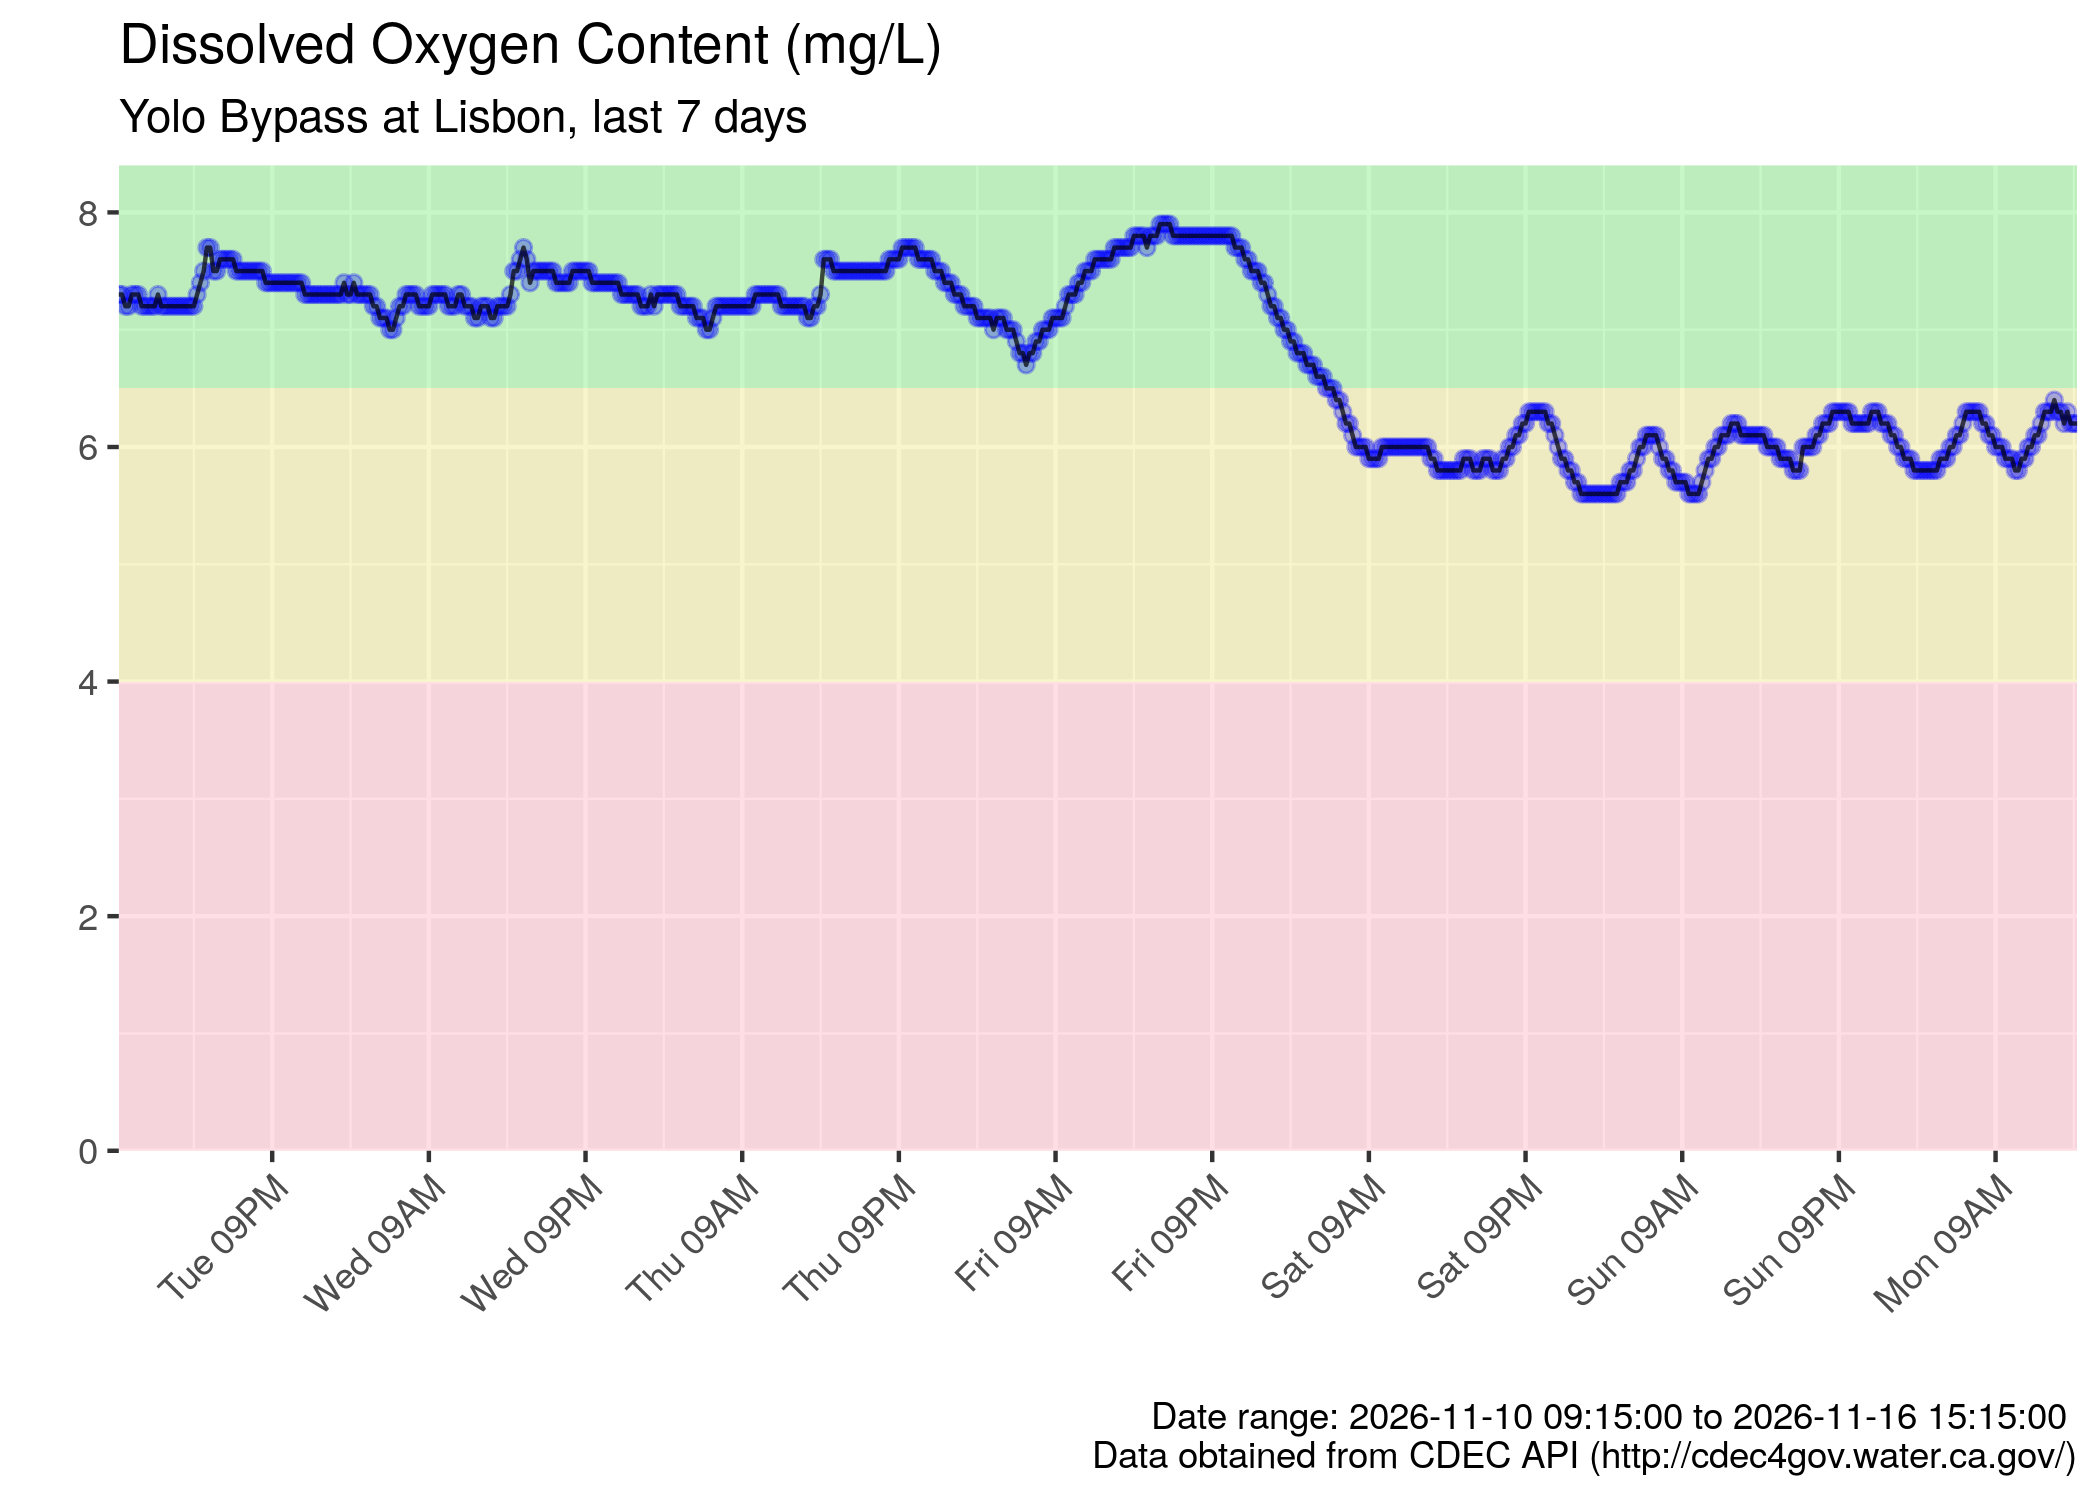 Dissolved Oxygen Content (mg/L)
Yolo Bypass at Lisbon, last 7 days
8
6
4
2
0
Tue 09PM
Wed 09AM
Wed 09PM
Thu 09AM
Thu 09PM
Fri 09AM
Fri 09PM
Sat 09AM
Sat 09PM
Sun 09AM
Sun 09PM
Mon 09AM
Date range: 2026-11-10 09:15:00 to 2026-11-16 15:15:00
Data obtained from CDEC API (http://cdec4gov.water.ca.gov/)